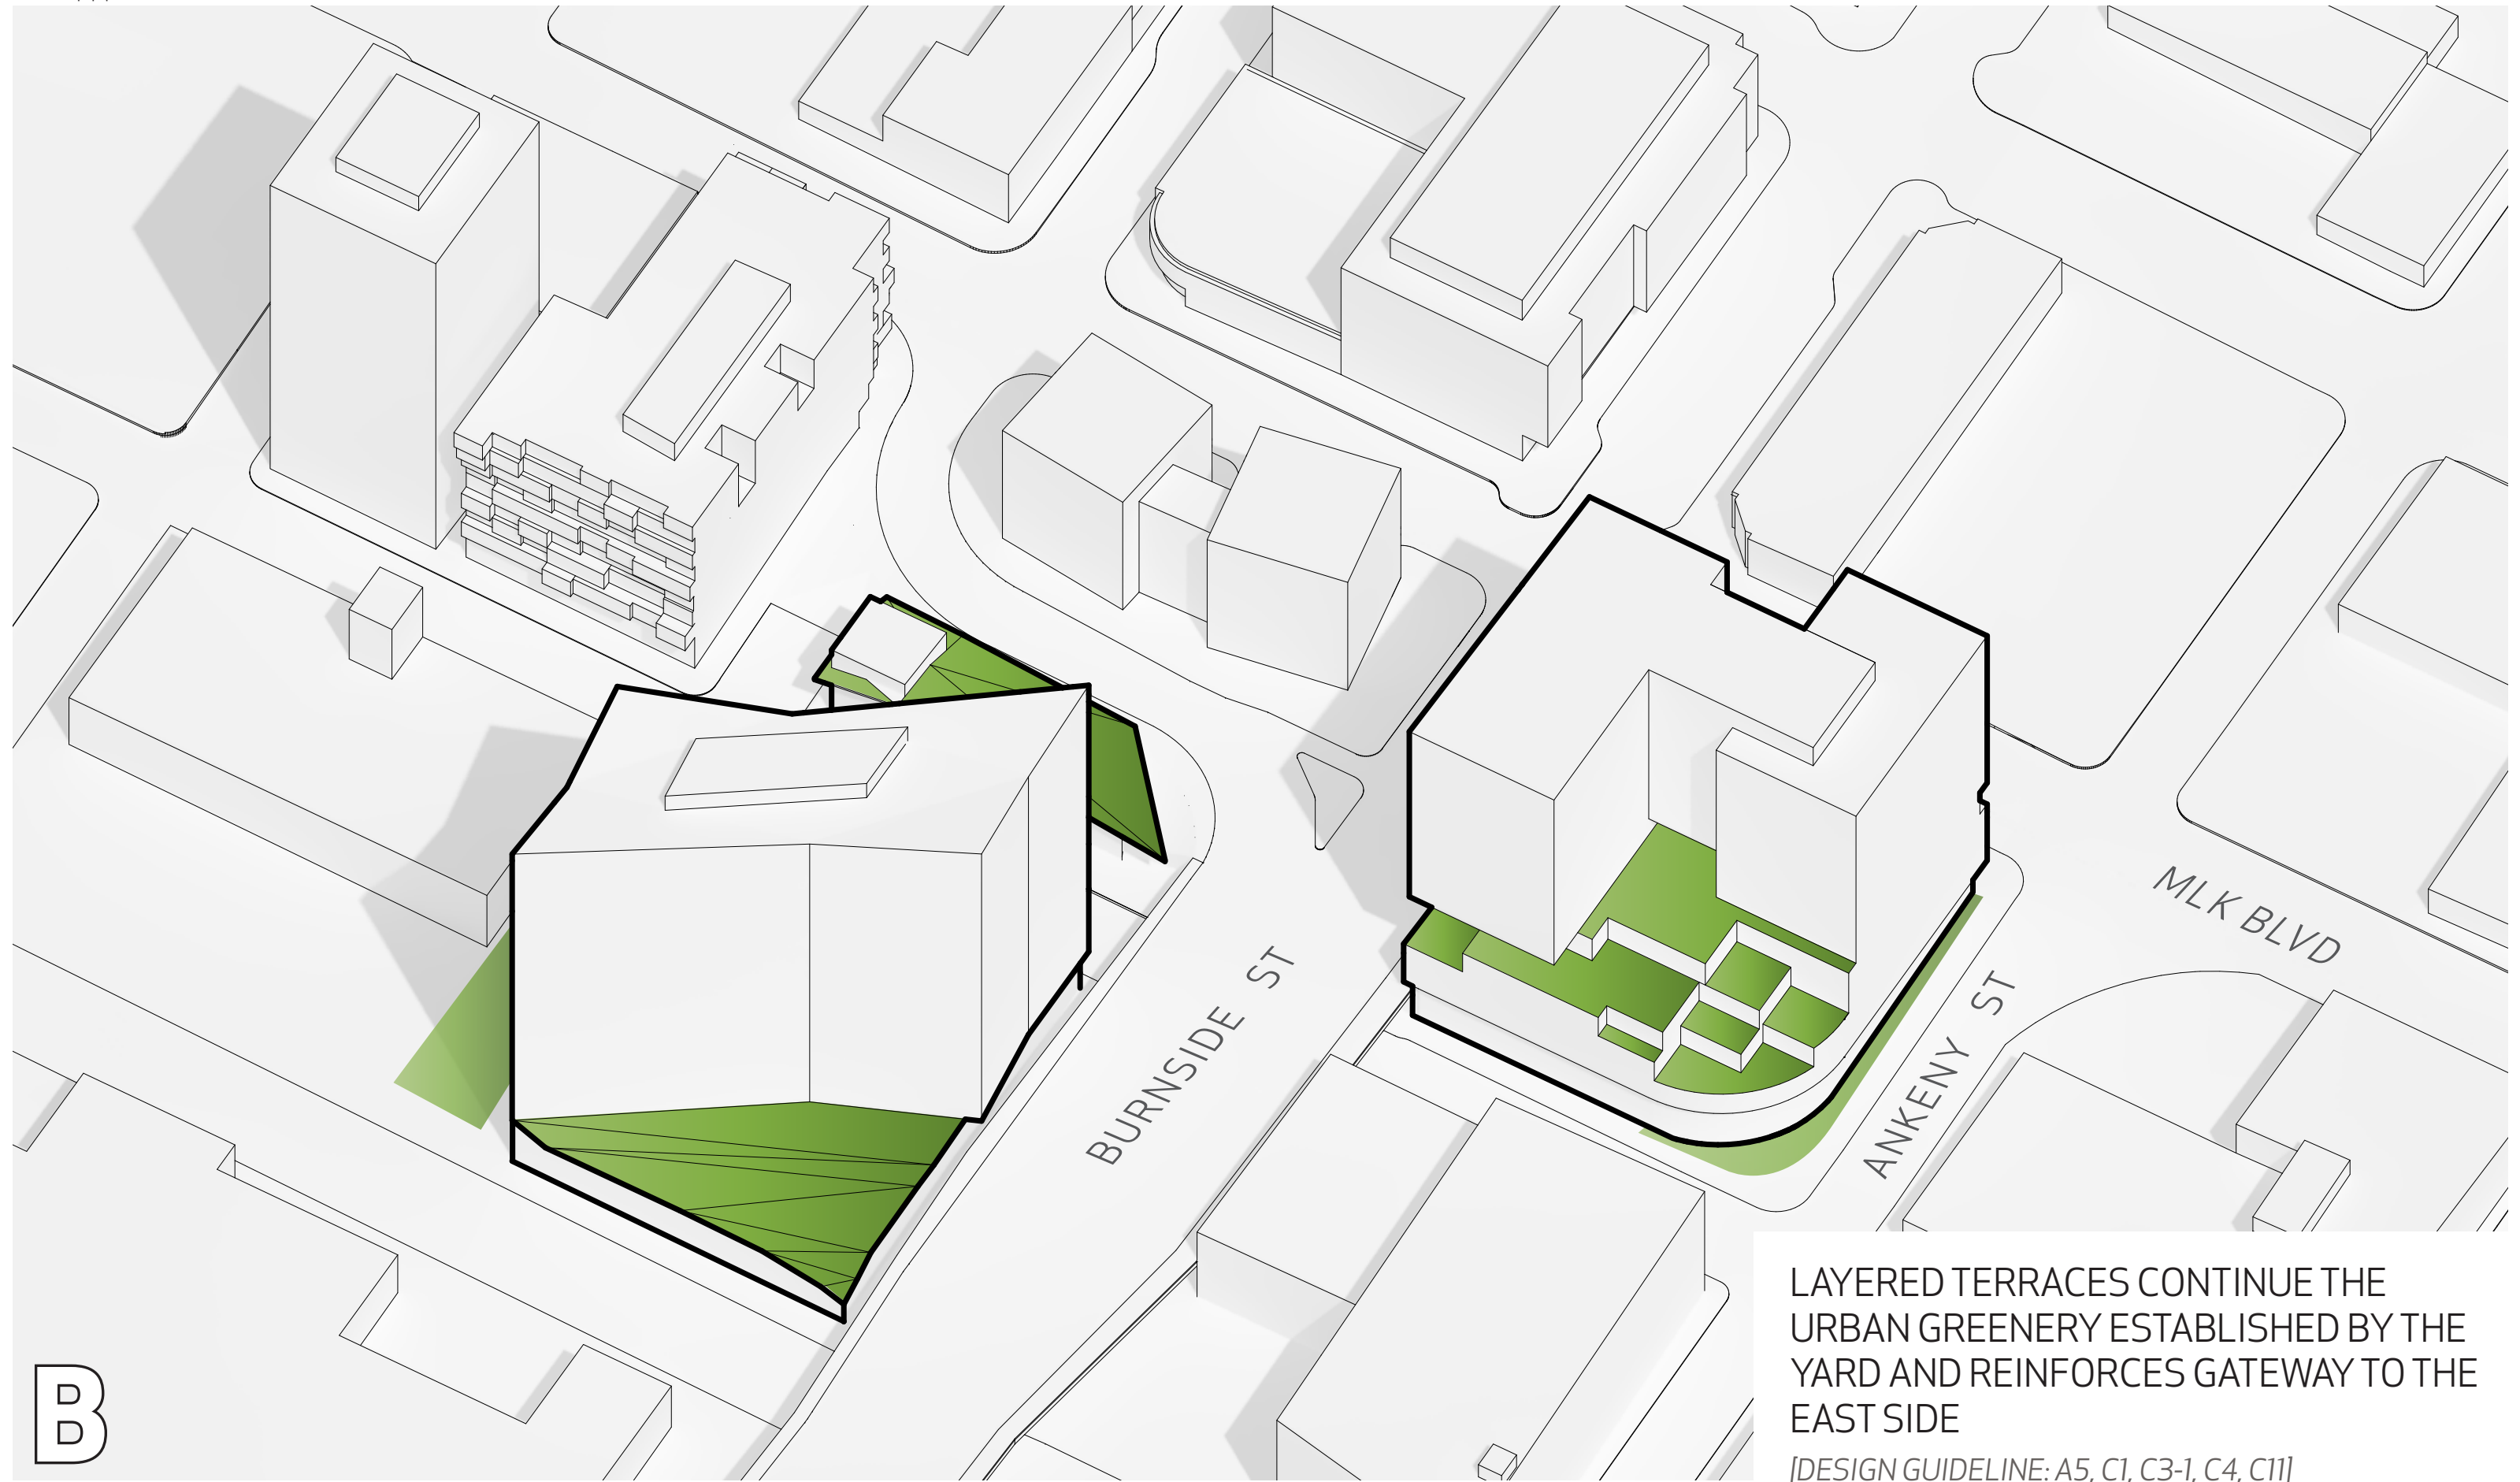 MLK BLVD
BURNSIDE ST
ANKENY ST
LAYERED TERRACES CONTINUE THE
URBAN GREENERY ESTABLISHED BY THE
YARD AND REINFORCES GATEWAY TO THE
EAST SIDE
[DESIGN GUIDELINE: A5, C1, C3-1, C4, C11]
B